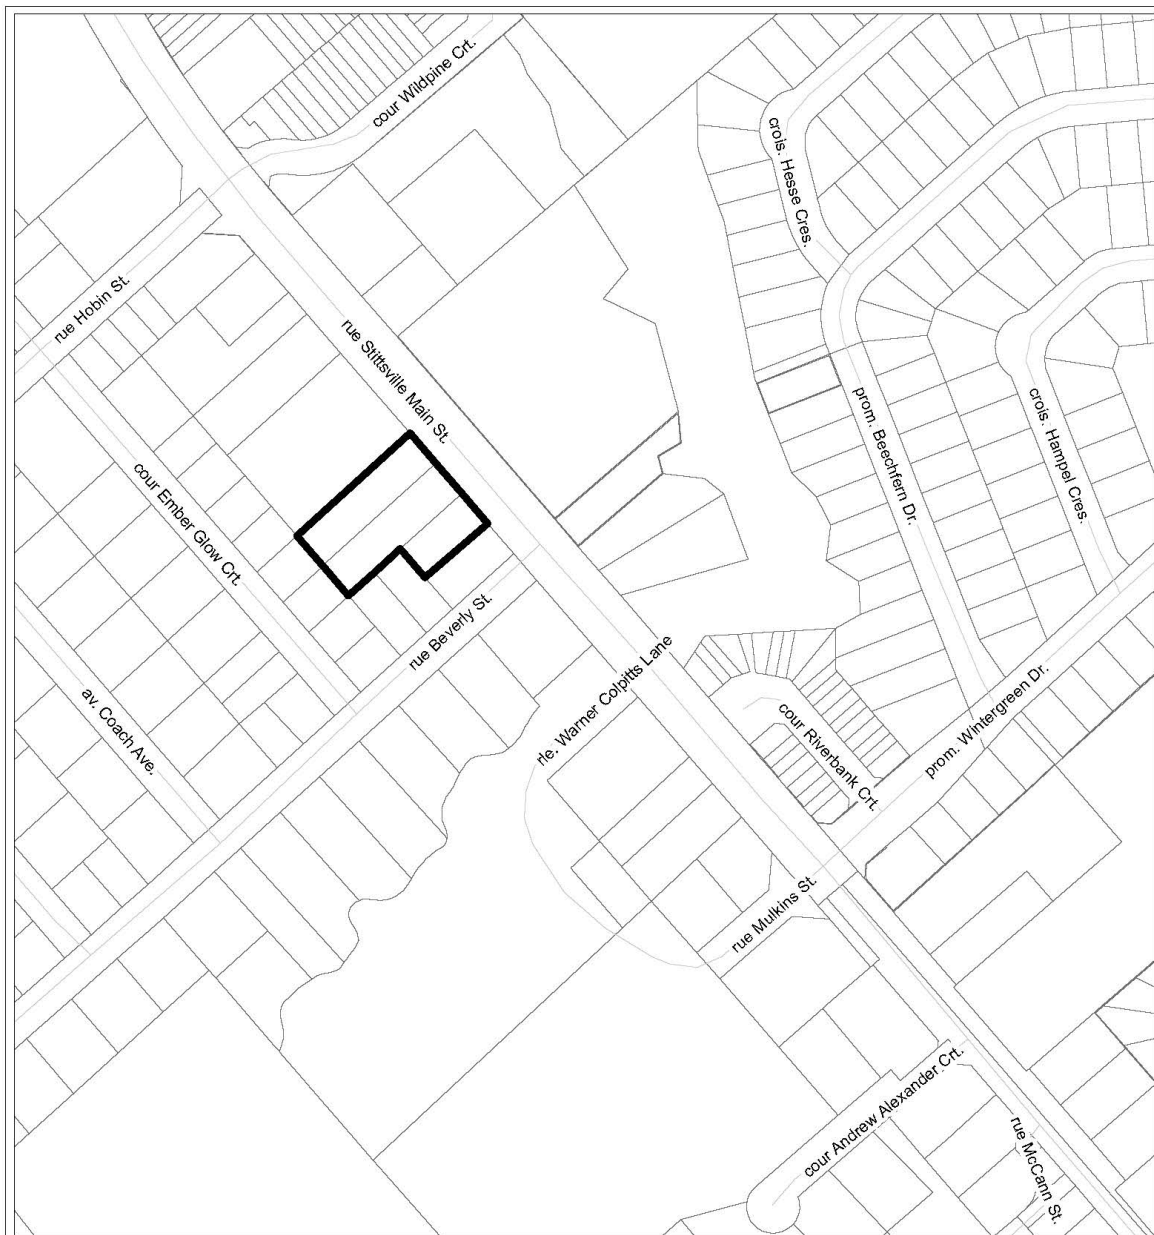 cour Wildpine Crt.
crois. Hesse Cres.
rue Hobin St.
rue Stittsville Main St.
prom. Beechfern Dr.
crois. Hampel Cres.
cour Ember Glow Crt.
rue Beverly St.
av. Coach Ave.
rle. Warner Colpitts Lane
cour Riverbank Crt.
prom. Wintergreen Dr.
rue Mulkins St.
cour Andrew Alexander Crt.
rue McCann St.